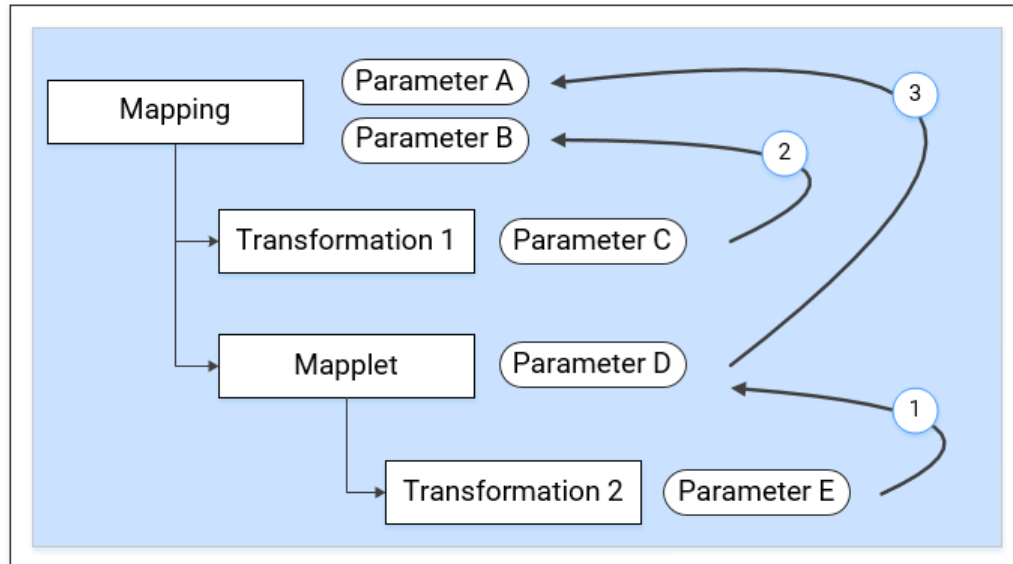 Parameter A
3
Mapping
Parameter B
2
Transformation 1
Parameter C
Mapplet
Parameter D
1
Transformation 2
Parameter E